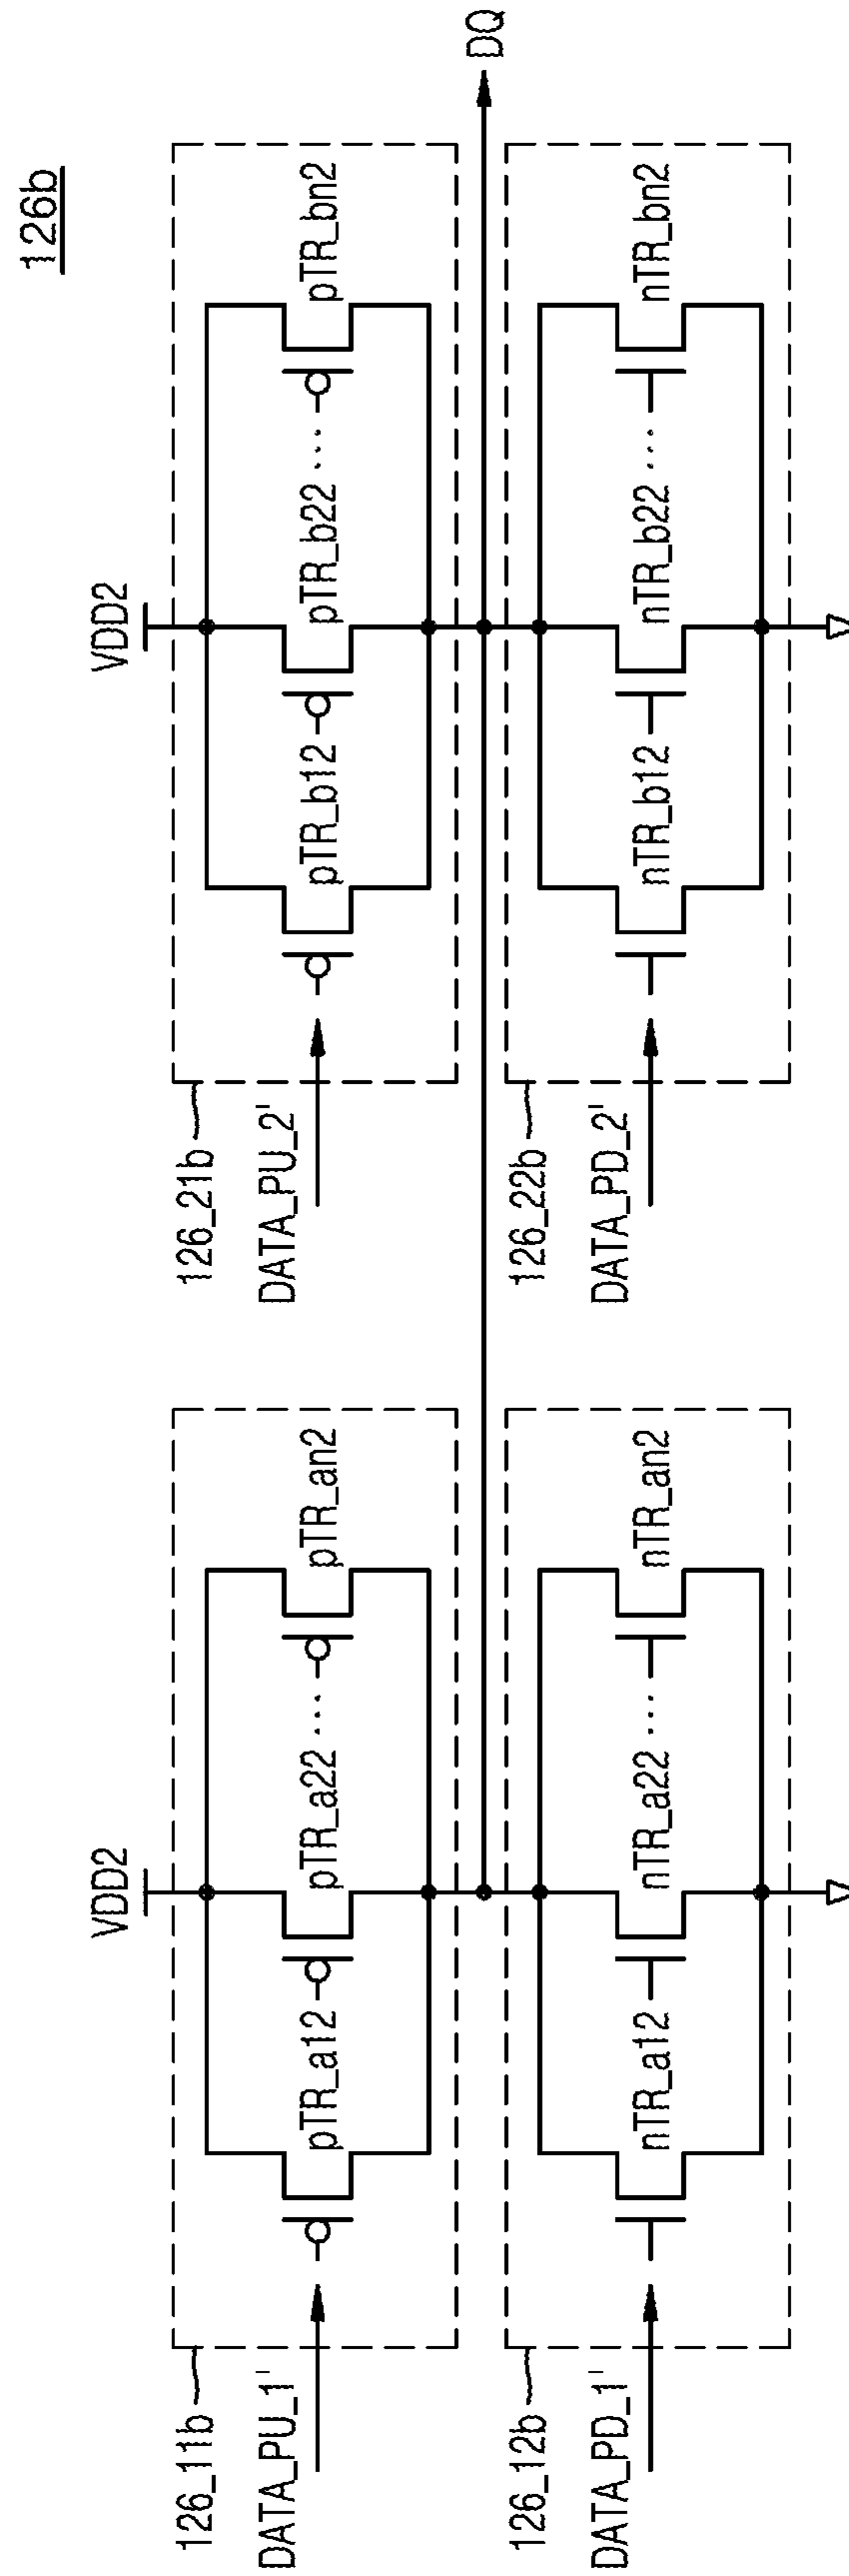 126b
VDD2
VDD2
126_11b
DATA_PU_1'
pTR_a12
pTR_a22
...
pTR_an2
126_21b
DATA_PU_2'
pTR_b12
pTR_b22
...
pTR_bn2
DQ
126_12b
DATA_PD_1'
nTR_a12
nTR_a22
...
nTR_an2
126_22b
DATA_PD_2'
nTR_b12
nTR_b22
...
nTR_bn2